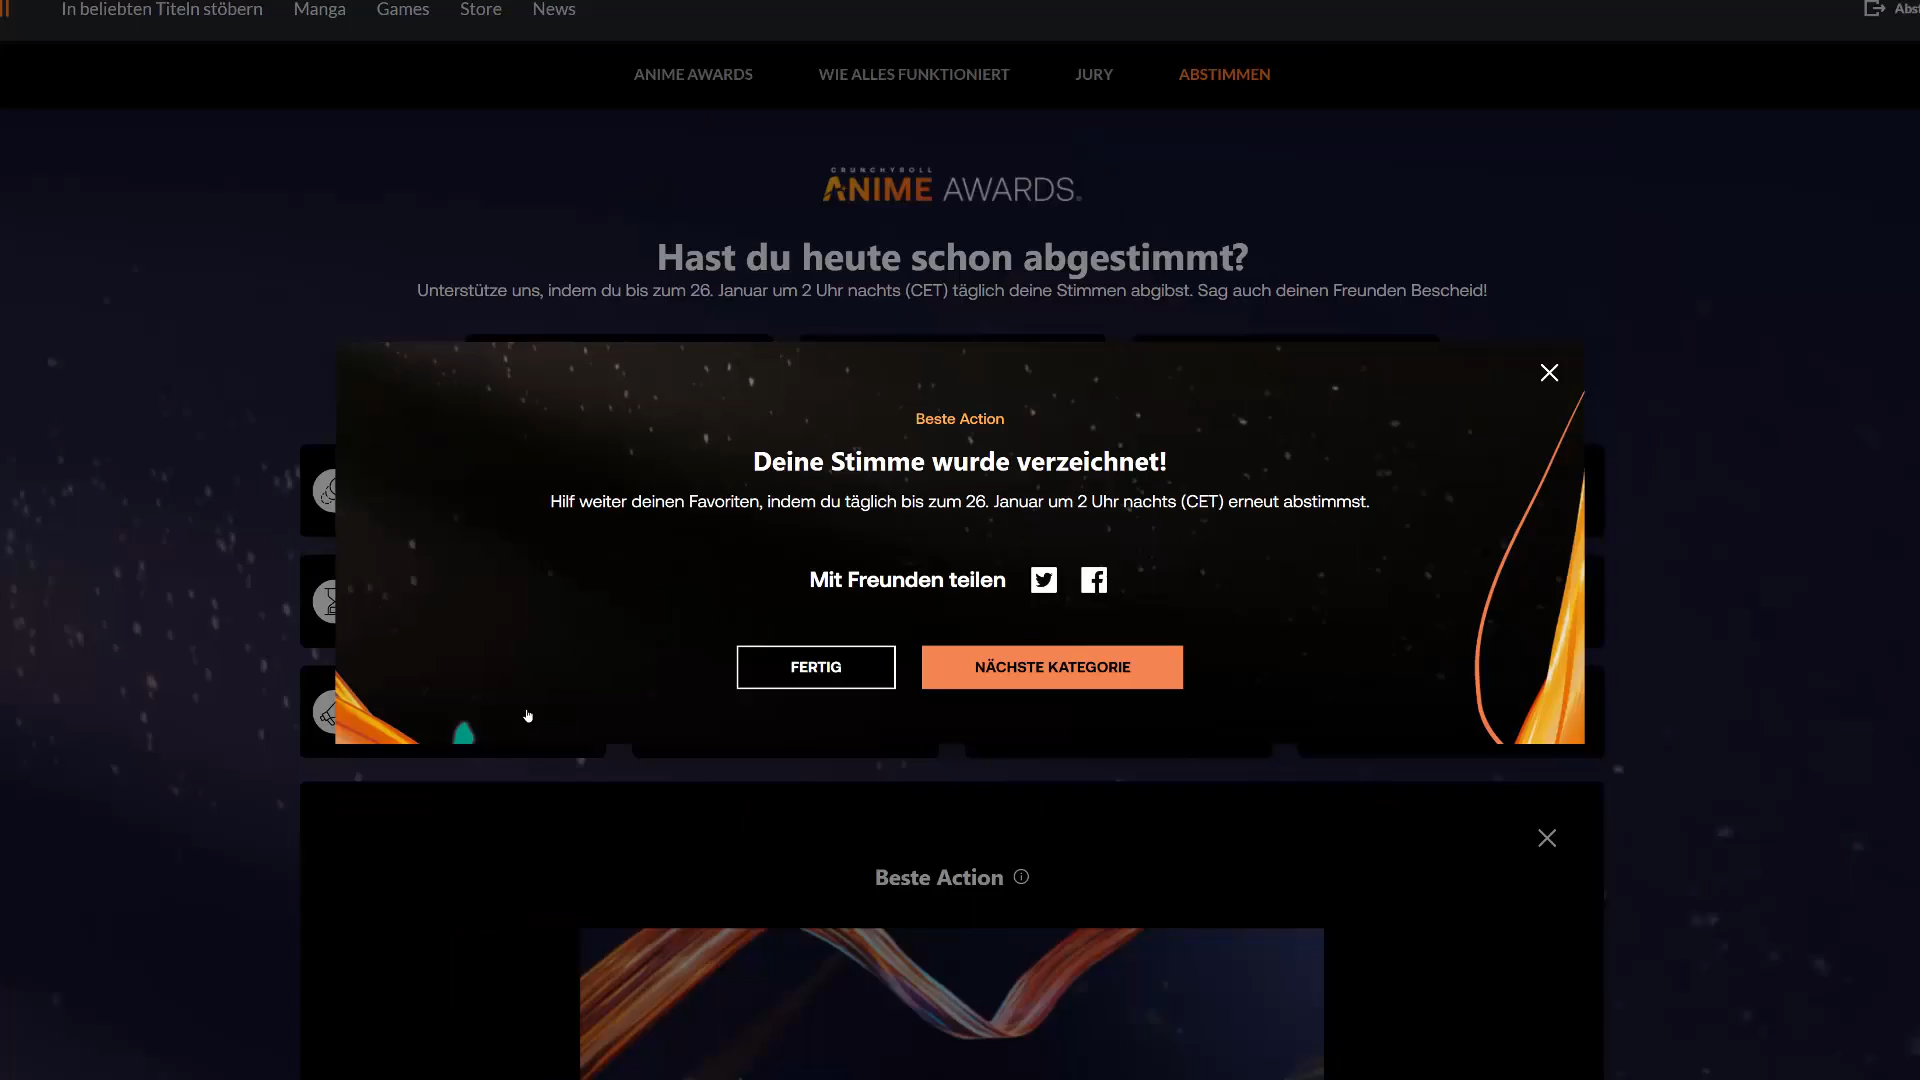 In beliebten Titeln stöbern Manga Games Store News
ANIME AWARDS WIE ALLES FUNKTIONIERT JURY ABSTIMMEN
CRUNCHYROLL
ANIME AWARDS.
Hast du heute schon abgestimmt?
Unterstütze uns, indem du bis zum 26. Januar um 2 Uhr nachts (CET) täglich deine Stimmen abgibst. Sag auch deinen Freunden Bescheid!
Beste Action
Deine Stimme wurde verzeichnet!
Hilf weiter deinen Favoriten, indem du täglich bis zum 26. Januar um 2 Uhr nachts (CET) erneut abstimmst.
Mit Freunden teilen
FERTIG NÄCHSTE KATEGORIE
Beste Action